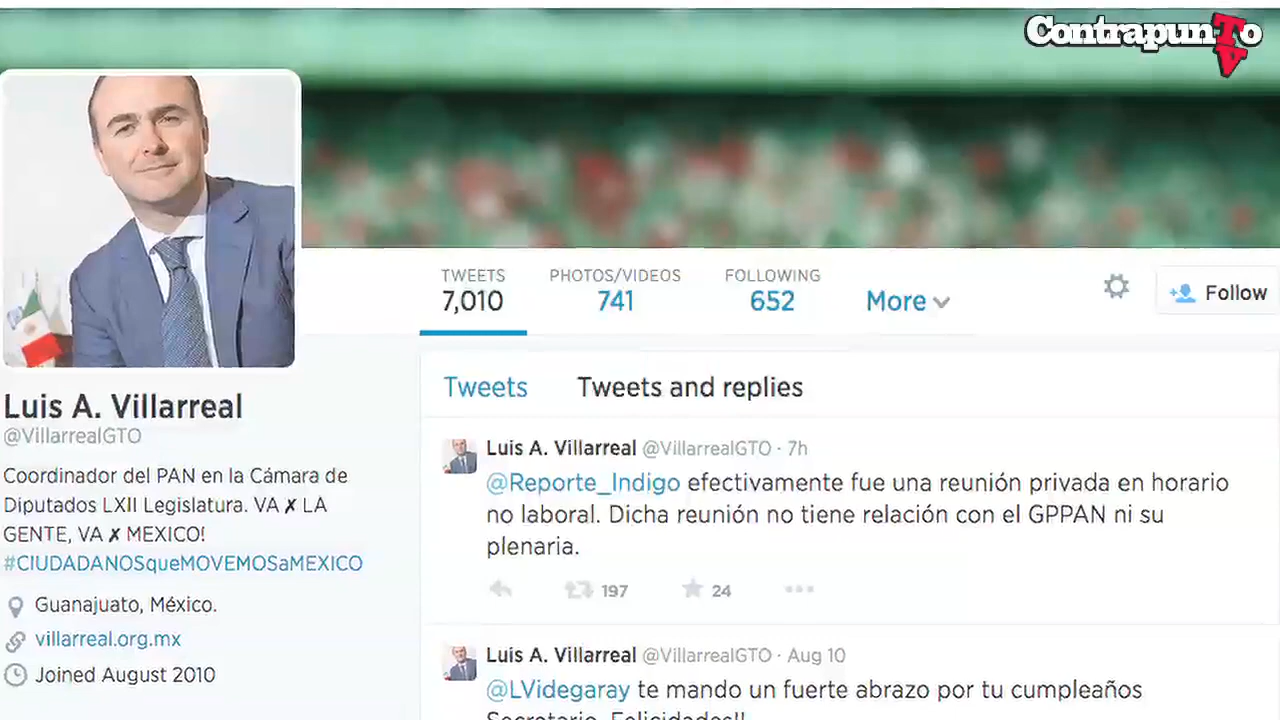 ContrapunTo
TV
TWEETS
7,010
PHOTOS/VIDEOS
741
FOLLOWING
652
More
Follow
Luis A. Villarreal
@VillarrealGTO
Coordinador del PAN en la Cámara de
Diputados LXII Legislatura. VA ✗ LA
GENTE, VA ✗ MEXICO!
#CIUDADANOSqueMOVEMOSaMEXICO
Guanajuato, México.
villarreal.org.mx
Joined August 2010
Tweets
Tweets and replies
Luis A. Villarreal @VillarrealGTO · 7h
@Reporte_Indigo efectivamente fue una reunión privada en horario
no laboral. Dicha reunión no tiene relación con el GPPAN ni su
plenaria.
197
24
Luis A. Villarreal @VillarrealGTO · Aug 10
@LVidegaray te mando un fuerte abrazo por tu cumpleaños
Secretario. Felicidades!!